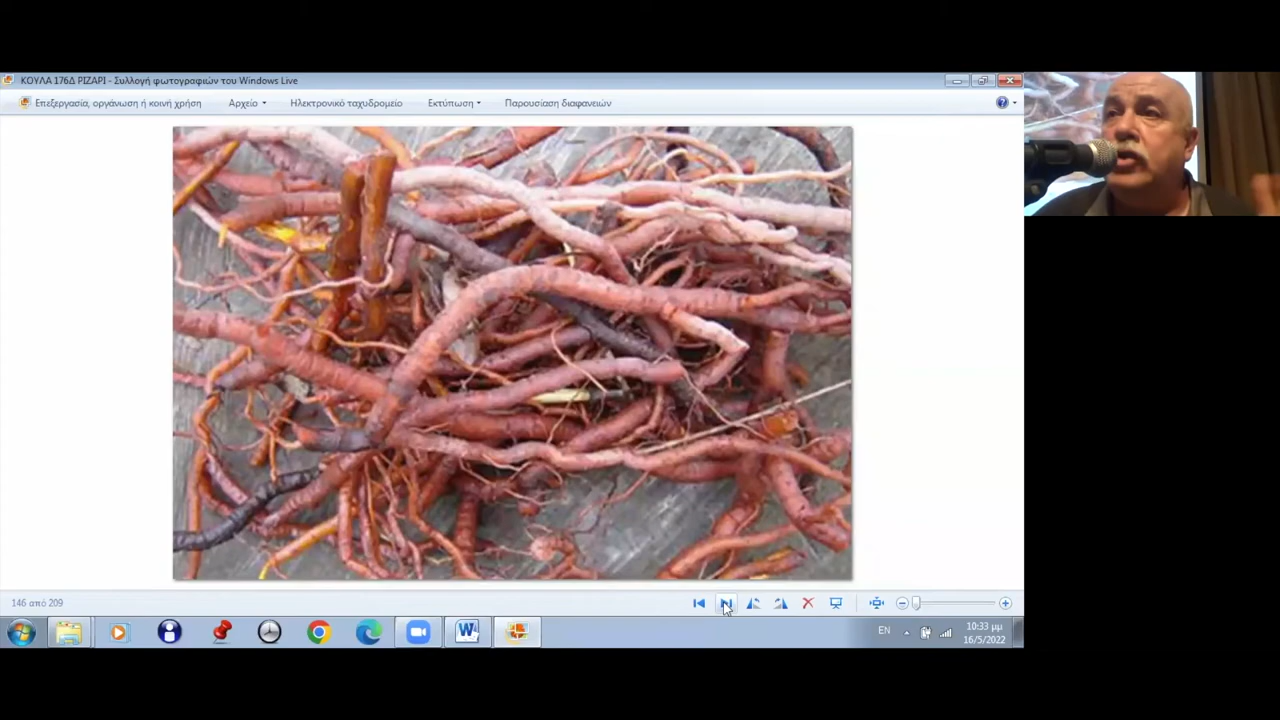 ΚΟΥΛΑ 176Δ ΡΙΖΑΡΙ - Συλλογή φωτογραφιών του Windows Live
Επεξεργασία, οργάνωση ή κοινή χρήση Αρχείο Ηλεκτρονικό ταχυδρομείο Εκτύπωση Παρουσίαση διαφανειών
146 από 209
EN
10:33 μμ
16/5/2022